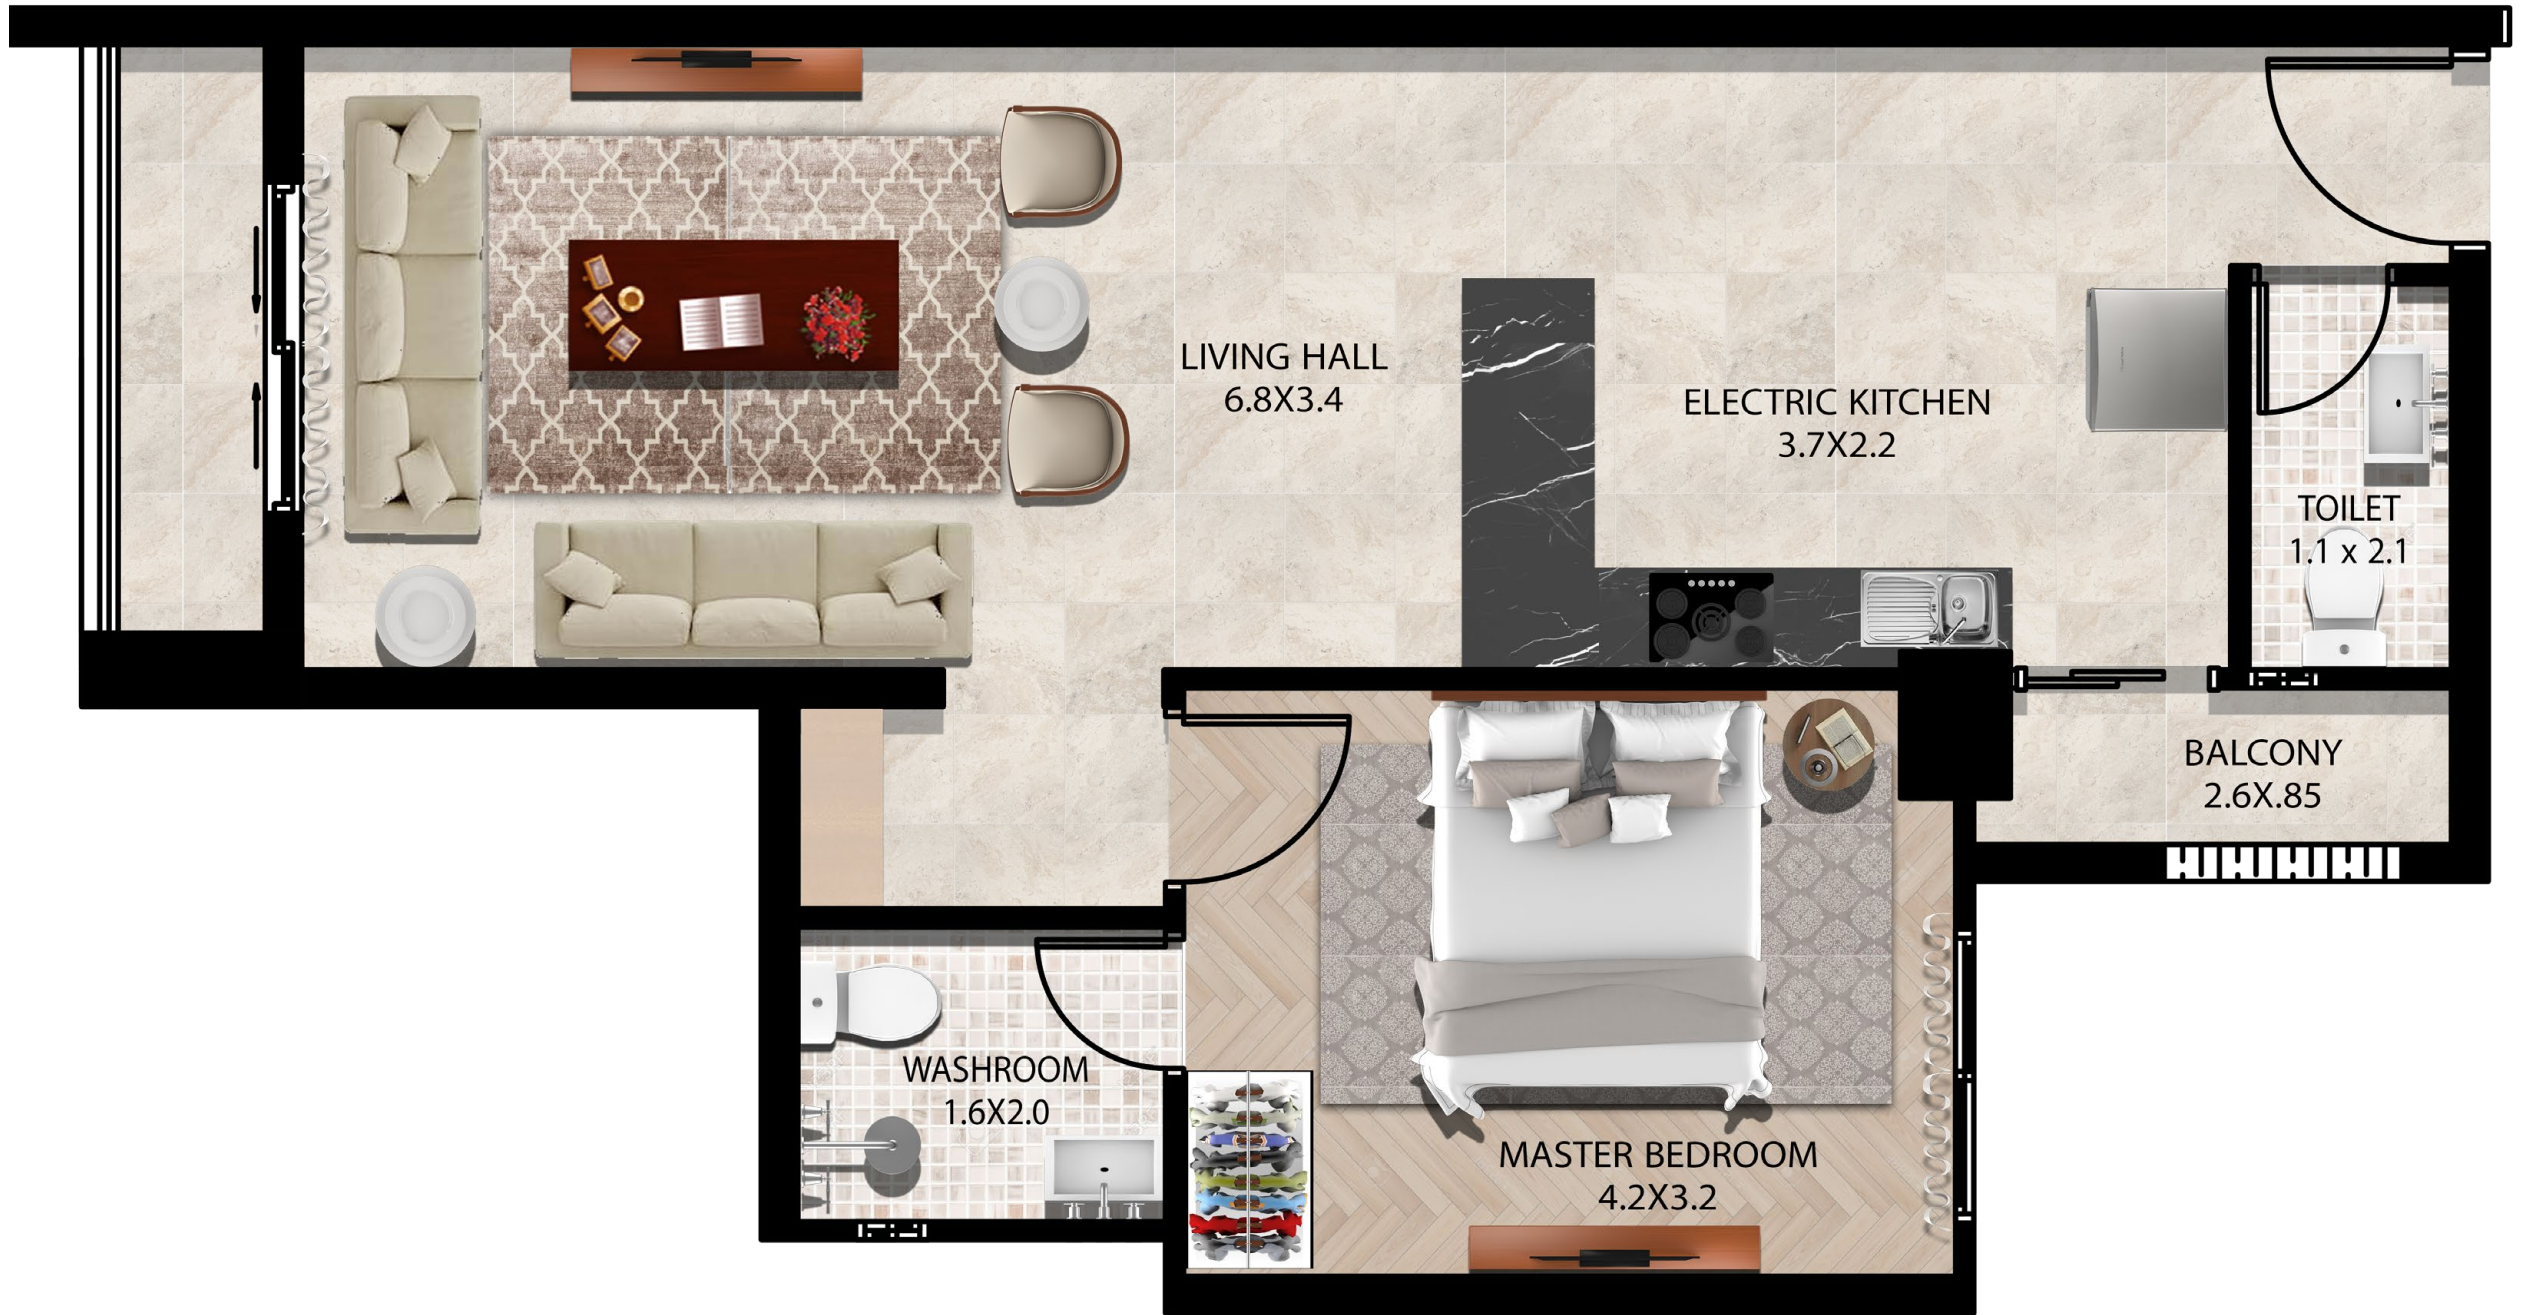 LIVING HALL
6.8X3.4
ELECTRIC KITCHEN
3.7X2.2
TOILET
1.1 x 2.1
BALCONY
2.6X.85
WASHROOM
1.6X2.0
MASTER BEDROOM
4.2X3.2